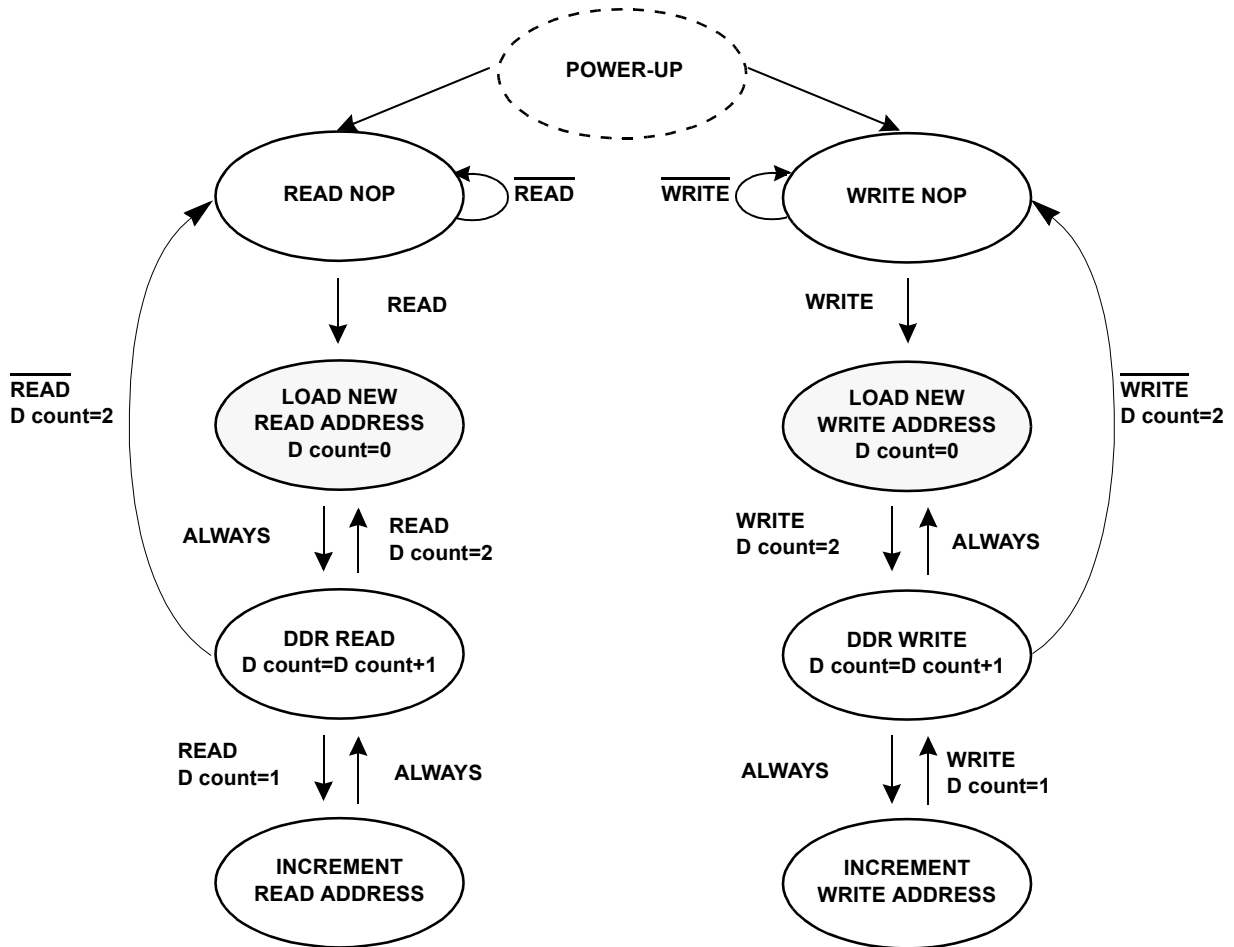 POWER-UP
READ NOP
READ
WRITE
WRITE NOP
READ
WRITE
READ
D count=2
LOAD NEW
READ ADDRESS
D count=0
LOAD NEW
WRITE ADDRESS
D count=0
WRITE
D count=2
ALWAYS
READ
D count=2
WRITE
D count=2
ALWAYS
DDR READ
D count=D count+1
DDR WRITE
D count=D count+1
READ
D count=1
ALWAYS
ALWAYS
WRITE
D count=1
INCREMENT
READ ADDRESS
INCREMENT
WRITE ADDRESS